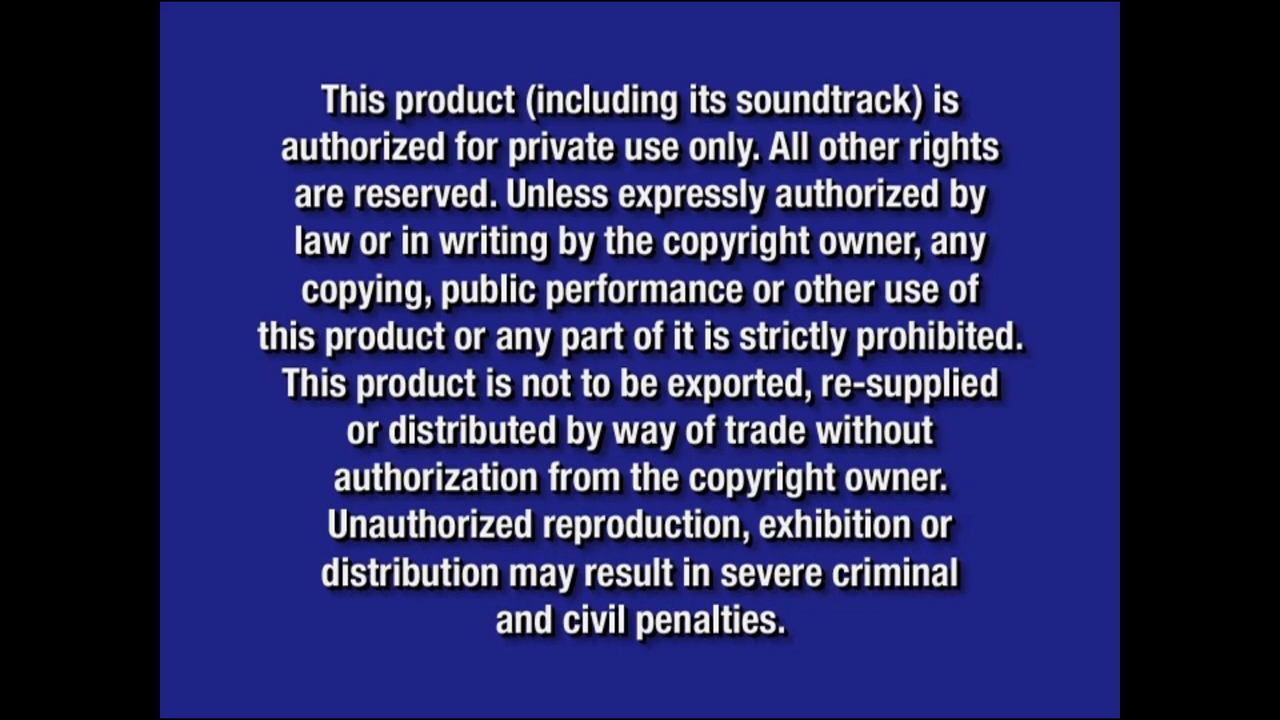 This product (including its soundtrack) is
authorized for private use only. All other rights
are reserved. Unless expressly authorized by
law or in writing by the copyright owner, any
copying, public performance or other use of
this product or any part of it is strictly prohibited.
This product is not to be exported, re-supplied
or distributed by way of trade without
authorization from the copyright owner.
Unauthorized reproduction, exhibition or
distribution may result in severe criminal
and civil penalties.